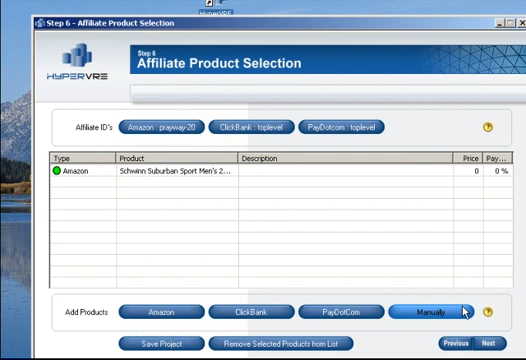 HyperVRE
Step 6 - Affiliate Product Selection
HYPERVRE
Step 6
Affiliate Product Selection
Affiliate ID's
Amazon : prayway-20
ClickBank : toplevel
PayDotcom : toplevel
?
Type Product Description Price Pay...
Amazon Schwinn Suburban Sport Men's 2... 0 0 %
Add Products
Amazon
ClickBank
PayDotCom
Manually
?
Save Project
Remove Selected Products from List
Previous
Next